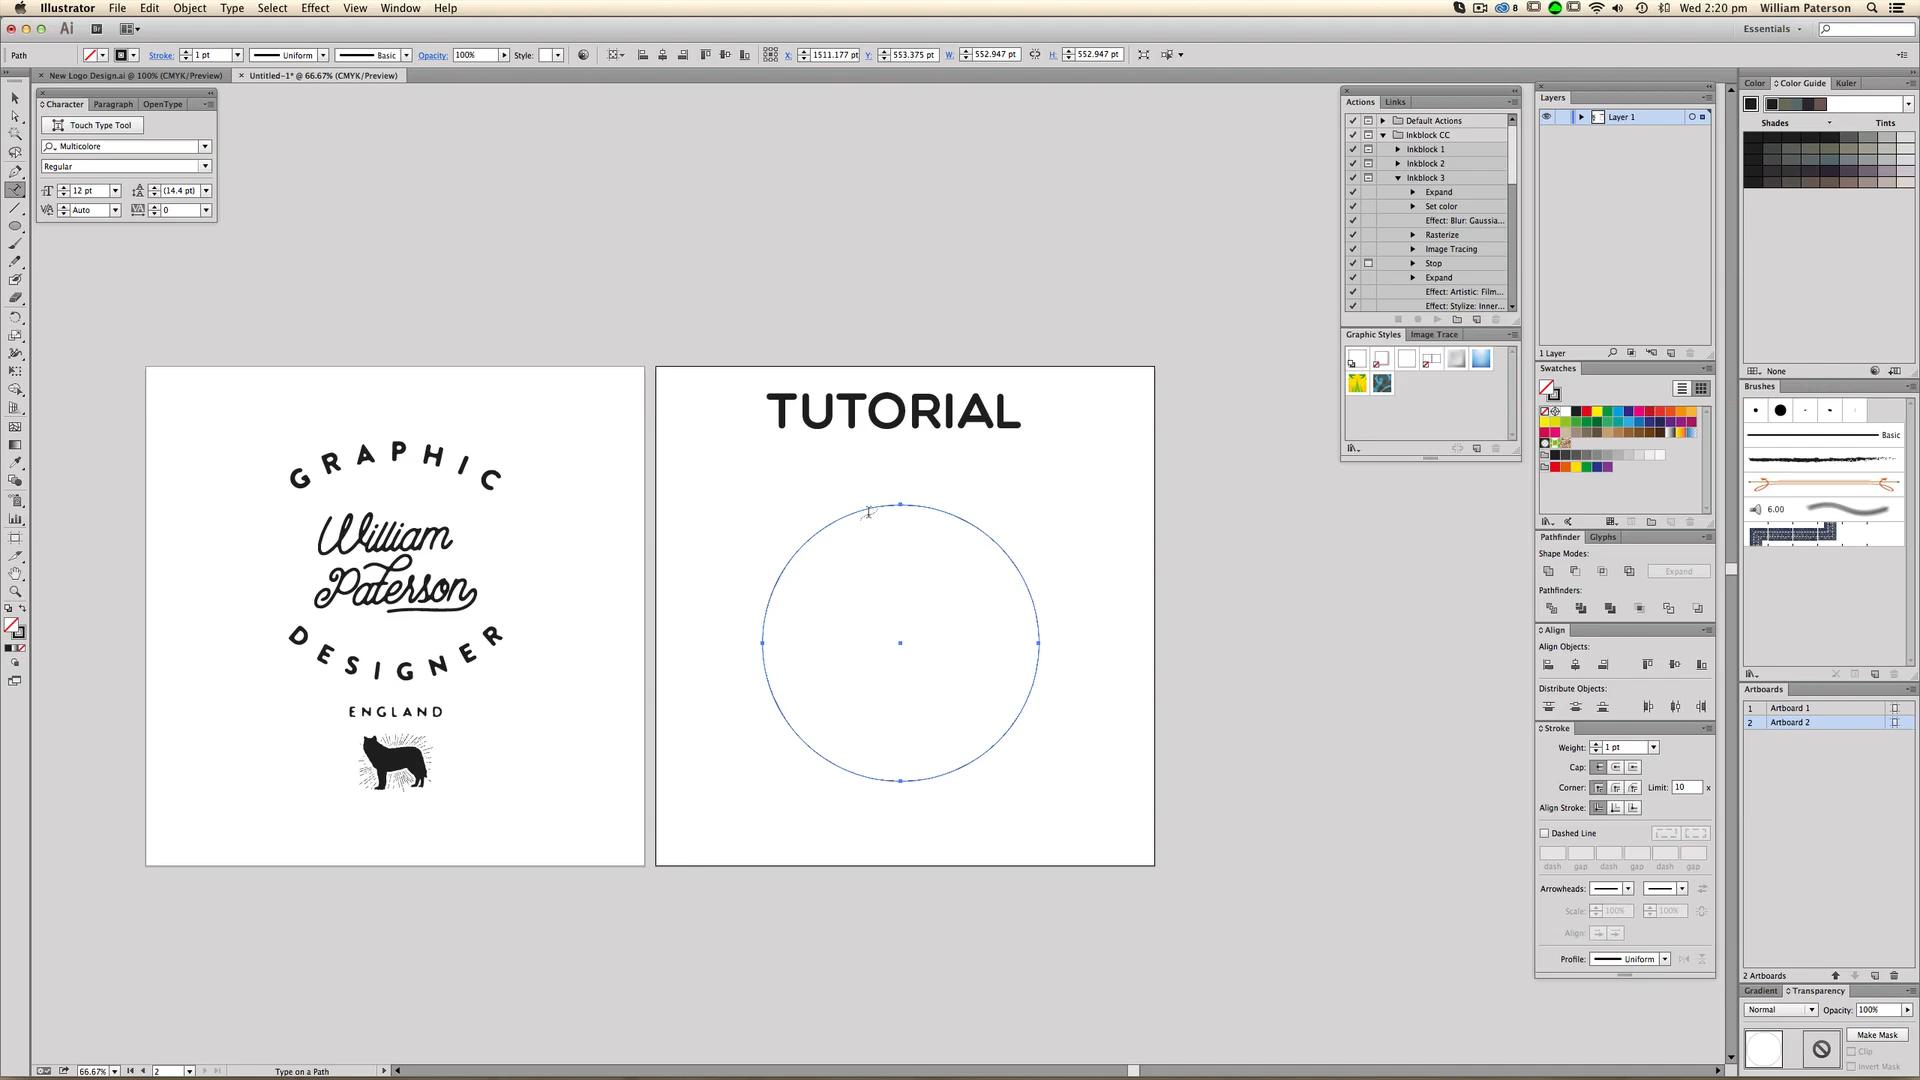 Illustrator File Edit Object Type Select Effect View Window Help
8 Wed 2:20 pm William Paterson
Ai Br Essentials
Path Stroke: 1 pt Uniform Basic Opacity: 100% Style: X: 1511.177 pt Y: 553.375 pt W: 552.947 pt H: 552.947 pt
New Logo Design.ai @ 100% (CMYK/Preview) Untitled-1* @ 66.67% (CMYK/Preview)
Character Paragraph OpenType
Touch Type Tool
Multicolore
Regular
12 pt (14.4 pt)
Auto 0
Actions Links
Default Actions
Inkblock CC
Inkblock 1
Inkblock 2
Inkblock 3
Expand
Set color
Effect: Blur: Gaussia...
Rasterize
Image Tracing
Stop
Expand
Effect: Artistic: Film...
Effect: Stylize: Inner...
Graphic Styles Image Trace
Layers
Layer 1
1 Layer
Swatches
Pathfinder Glyphs
Shape Modes:
Expand
Pathfinders:
Align
Align Objects:
Distribute Objects:
Stroke
Weight: 1 pt
Cap:
Corner: Limit: 10 x
Align Stroke:
Dashed Line
dash gap dash gap dash gap
Arrowheads:
Scale: 100% 100%
Align:
Profile: Uniform
Color Color Guide Kuler
Shades Tints
None
Brushes
Basic
6.00
Artboards
1 Artboard 1
2 Artboard 2
2 Artboards
Gradient Transparency
Normal Opacity: 100%
Make Mask
Clip
Invert Mask
GRAPHIC
William
Paterson
DESIGNER
ENGLAND
TUTORIAL
66.67% 2 Type on a Path